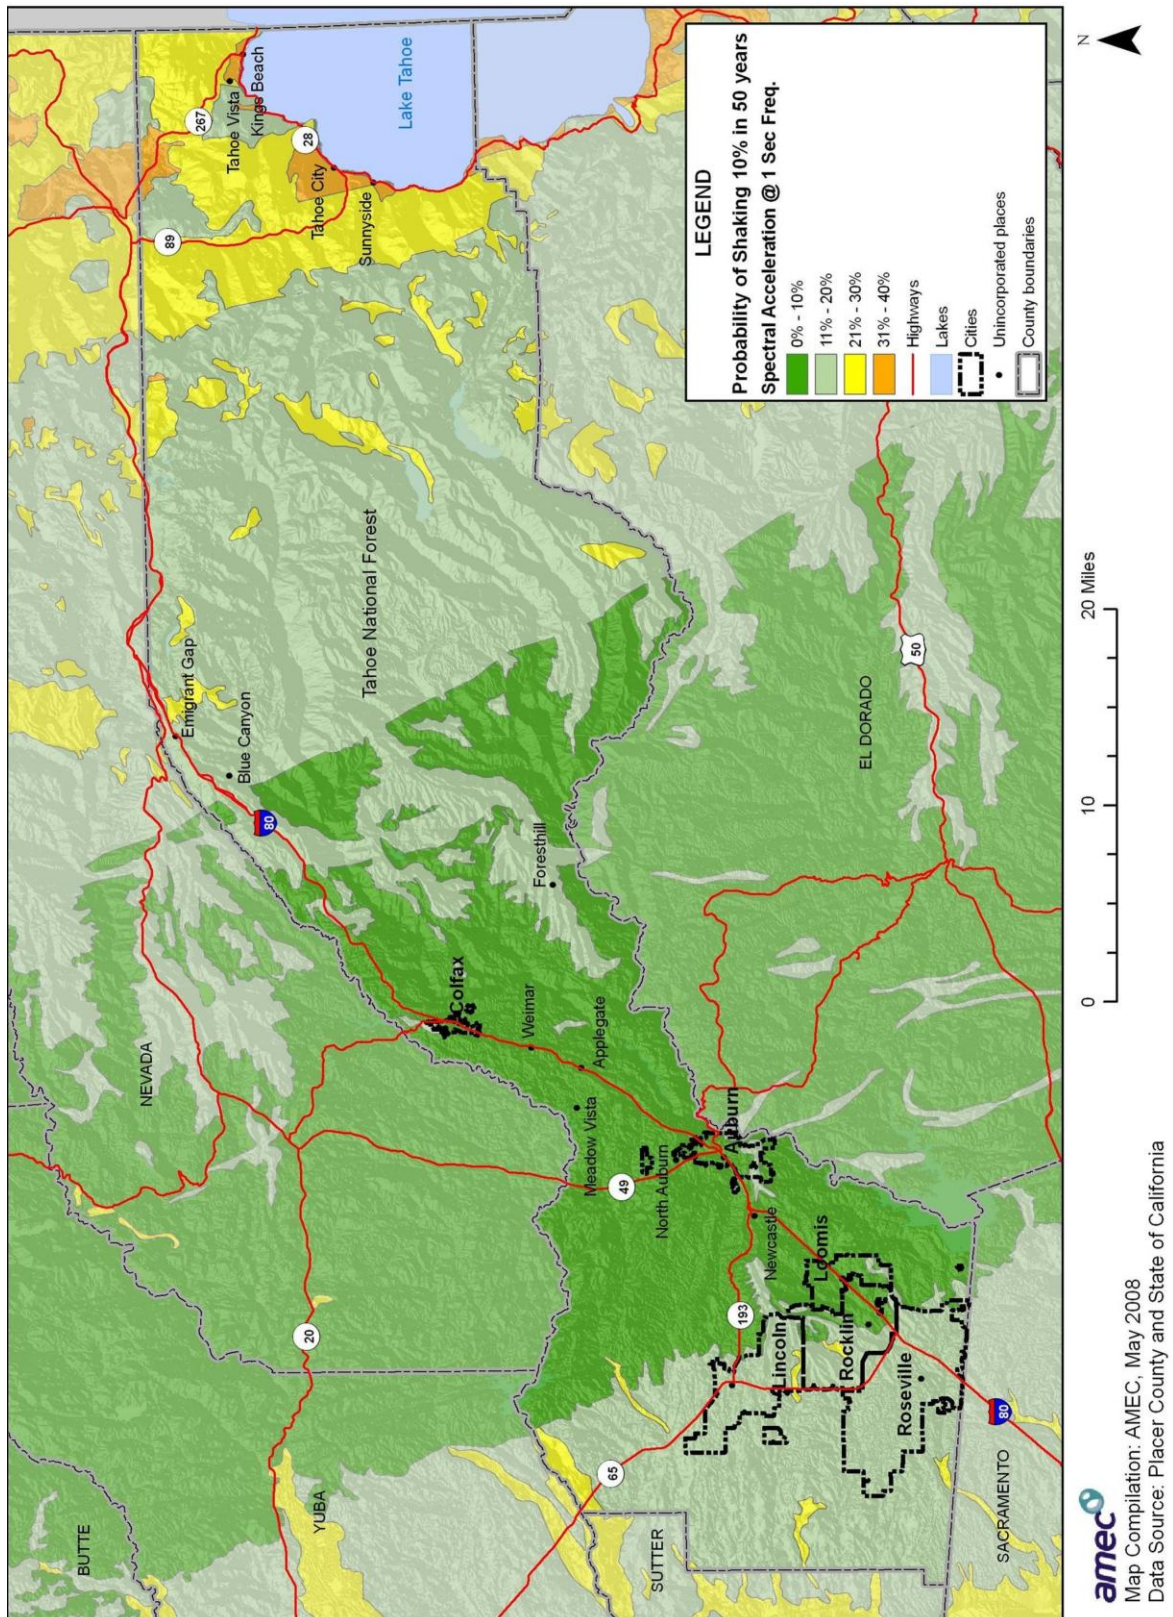 BUTTE
YUBA
SUTTER
SACRAMENTO
NEVADA
EL DORADO
20
65
193
49
80
80
50
89
267
28
Lincoln
Rocklin
Roseville
Loomis
Newcastle
Auburn
North Auburn
Meadow Vista
Applegate
Weimar
Colfax
Foresthill
Blue Canyon
Emigrant Gap
Tahoe National Forest
Sunnyside
Tahoe City
Tahoe Vista
Kings Beach
Lake Tahoe
LEGEND
Probability of Shaking 10% in 50 years
Spectral Acceleration @ 1 Sec Freq.
0% - 10%
11% - 20%
21% - 30%
31% - 40%
Highways
Lakes
Cities
Unincorporated places
County boundaries
N
0 10 20 Miles
amec
Map Compilation: AMEC, May 2008
Data Source: Placer County and State of California